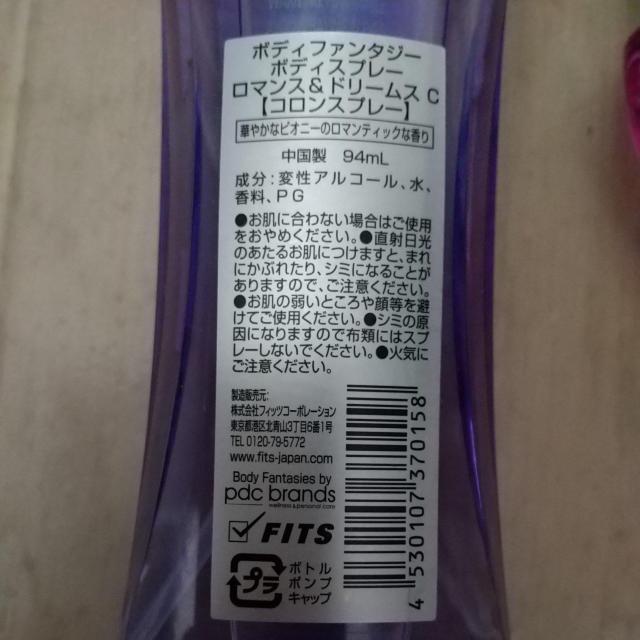 ボディファンタジー
ボディスプレー
ロマンス&ドリームス C
【コロンスプレー】
華やかなピオニーのロマンティックな香り
中国製 94mL
成分:変性アルコール、水、
香料、PG
●お肌に合わない場合はご使用
をおやめください。●直射日光
のあたるお肌につけますと、まれ
にかぶれたり、シミになることが
ありますので、ご注意ください。
●お肌の弱いところや顔等を避
けてご使用ください。●シミの原
因になりますので布類にはスプ
レーしないでください。●火気に
ご注意ください。
製造販売元:
株式会社フィッツコーポレーション
東京都港区北青山3丁目6番1号
TEL 0120-79-5772
www.fits-japan.com
Body Fantasies by
pdc brands
wellness & personal care
FITS
プラ
ボトル
ポンプ
キャップ
4 530107 370158